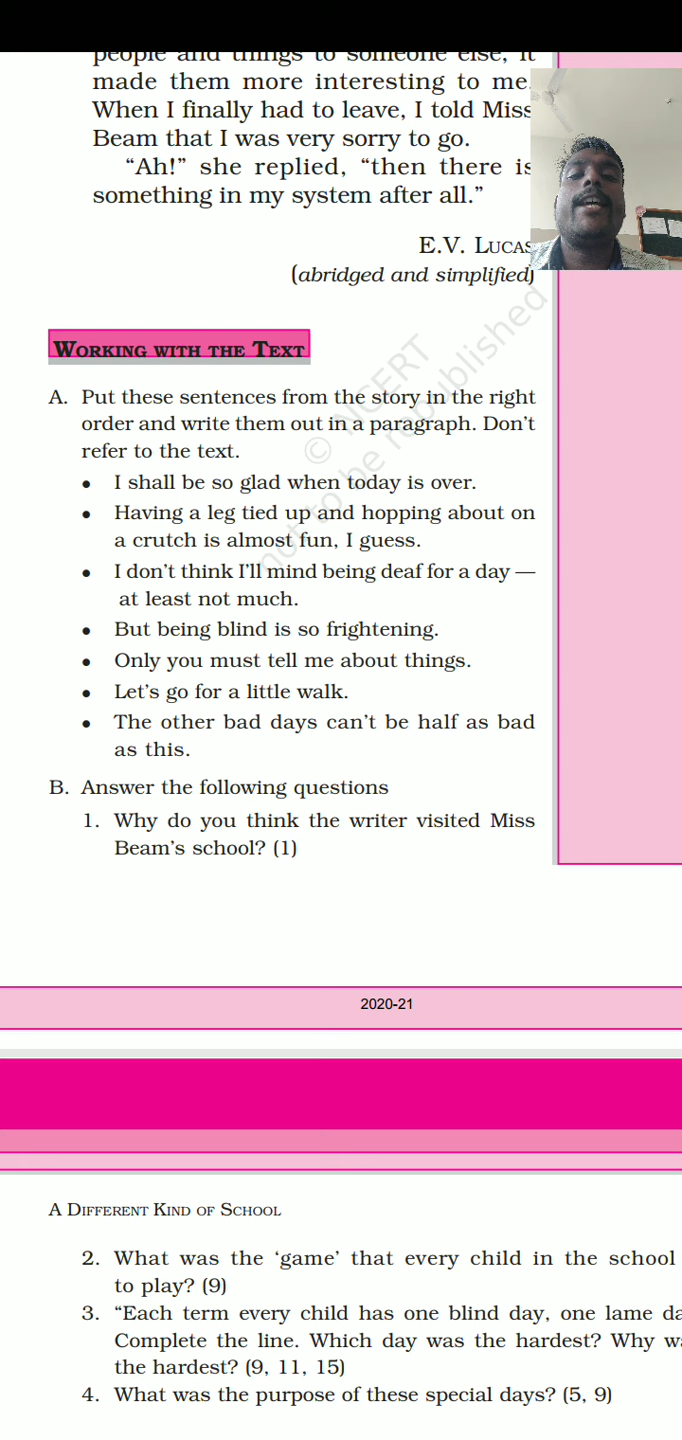 people and things to someone else, it
made them more interesting to me.
When I finally had to leave, I told Miss
Beam that I was very sorry to go.
“Ah!” she replied, “then there is
something in my system after all.”
E.V. LUCAS
(abridged and simplified)
WORKING WITH THE TEXT
© NCERT
not to be republished
A. Put these sentences from the story in the right
order and write them out in a paragraph. Don’t
refer to the text.
• I shall be so glad when today is over.
• Having a leg tied up and hopping about on
a crutch is almost fun, I guess.
• I don’t think I’ll mind being deaf for a day —
at least not much.
• But being blind is so frightening.
• Only you must tell me about things.
• Let’s go for a little walk.
• The other bad days can’t be half as bad
as this.
B. Answer the following questions
1. Why do you think the writer visited Miss
Beam’s school? (1)
2020-21
A DIFFERENT KIND OF SCHOOL
2. What was the ‘game’ that every child in the school
to play? (9)
3. “Each term every child has one blind day, one lame
Complete the line. Which day was the hardest? Why
the hardest? (9, 11, 15)
4. What was the purpose of these special days? (5, 9)